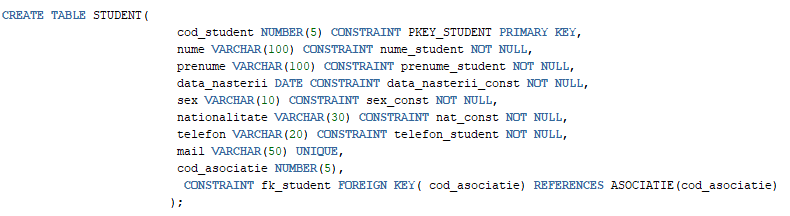 CREATE TABLE STUDENT(
cod_student NUMBER(5) CONSTRAINT PKEY_STUDENT PRIMARY KEY,
nume VARCHAR(100) CONSTRAINT nume_student NOT NULL,
prenume VARCHAR(100) CONSTRAINT prenume_student NOT NULL,
data_nasterii DATE CONSTRAINT data_nasterii_const NOT NULL,
sex VARCHAR(10) CONSTRAINT sex_const NOT NULL,
nationalitate VARCHAR(30) CONSTRAINT nat_const NOT NULL,
telefon VARCHAR(20) CONSTRAINT telefon_student NOT NULL,
mail VARCHAR(50) UNIQUE,
cod_asociatie NUMBER(5),
CONSTRAINT fk_student FOREIGN KEY( cod_asociatie) REFERENCES ASOCIATIE(cod_asociatie)
);